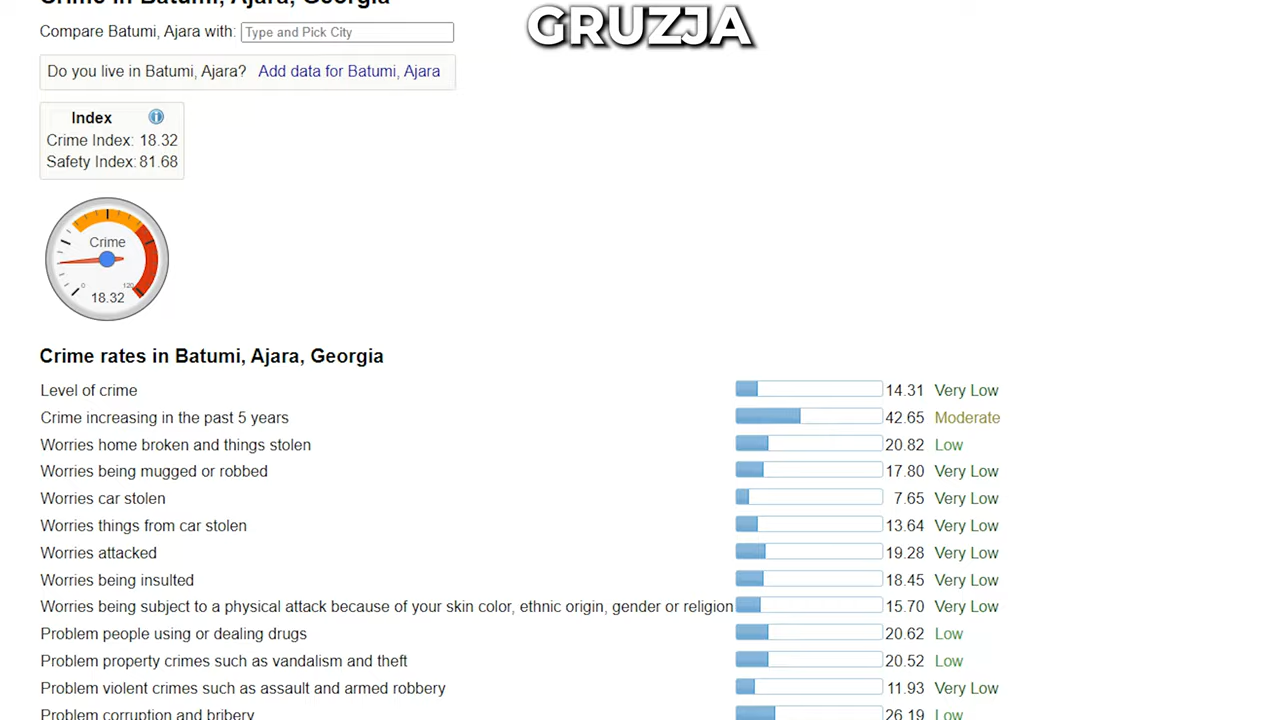 Crime in Batumi, Ajara, Georgia
GRUZJA
Compare Batumi, Ajara with: Type and Pick City
Do you live in Batumi, Ajara? Add data for Batumi, Ajara
Index
Crime Index: 18.32
Safety Index: 81.68
Crime
0 120
18.32
Crime rates in Batumi, Ajara, Georgia
Level of crime 14.31 Very Low
Crime increasing in the past 5 years 42.65 Moderate
Worries home broken and things stolen 20.82 Low
Worries being mugged or robbed 17.80 Very Low
Worries car stolen 7.65 Very Low
Worries things from car stolen 13.64 Very Low
Worries attacked 19.28 Very Low
Worries being insulted 18.45 Very Low
Worries being subject to a physical attack because of your skin color, ethnic origin, gender or religion 15.70 Very Low
Problem people using or dealing drugs 20.62 Low
Problem property crimes such as vandalism and theft 20.52 Low
Problem violent crimes such as assault and armed robbery 11.93 Very Low
Problem corruption and bribery 26.19 Low